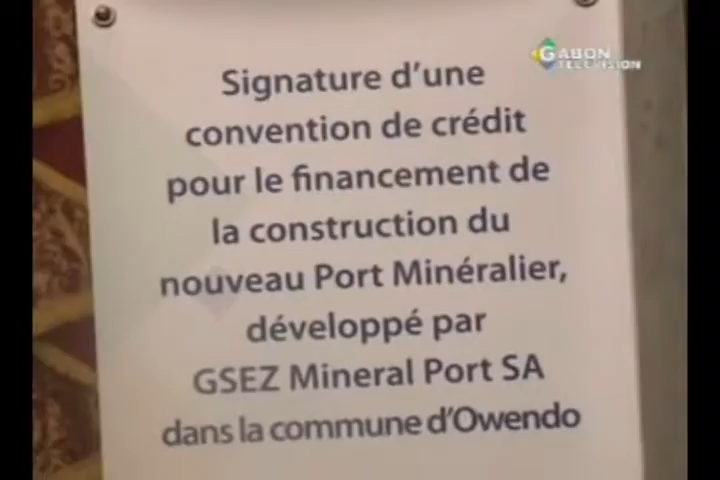 GABON
TELEVISION
Signature d'une
convention de crédit
pour le financement de
la construction du
nouveau Port Minéralier,
développé par
GSEZ Mineral Port SA
dans la commune d'Owendo